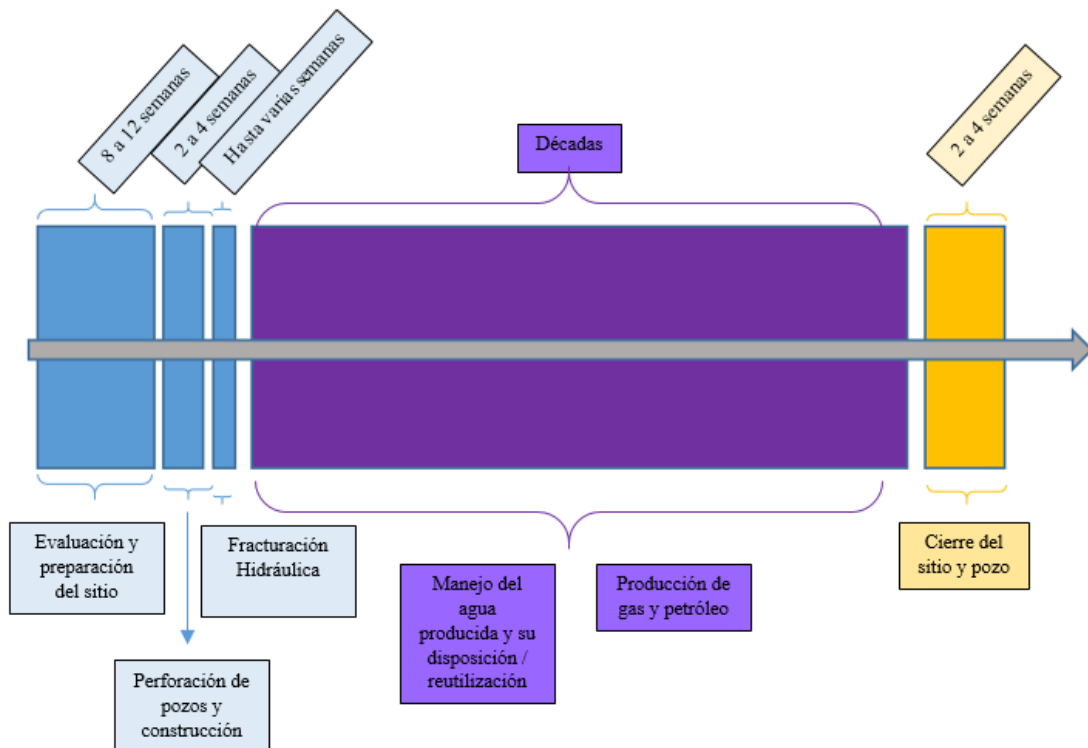 8 a 12 semanas
2 a 4 semanas
Hasta varias semanas
Décadas
2 a 4 semanas
Evaluación y
preparación
del sitio
Fracturación
Hidráulica
Perforación de
pozos y
construcción
Manejo del
agua
producida y su
disposición /
reutilización
Producción de
gas y petróleo
Cierre del
sitio y pozo